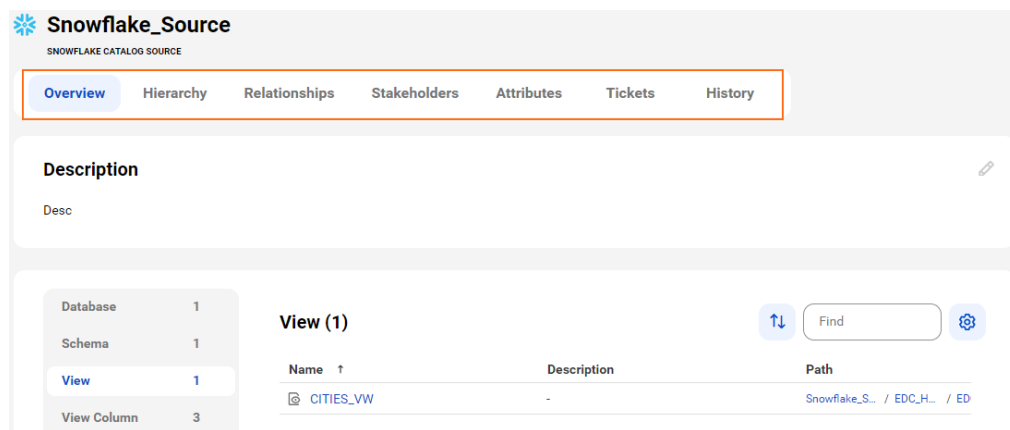 Snowflake_Source
SNOWFLAKE CATALOG SOURCE
Overview Hierarchy Relationships Stakeholders Attributes Tickets History
Description
Desc
Database 1
Schema 1
View 1
View Column 3
View (1)
Find
Name ↑ Description Path
CITIES_VW - Snowflake_S... / EDC_H... / ED